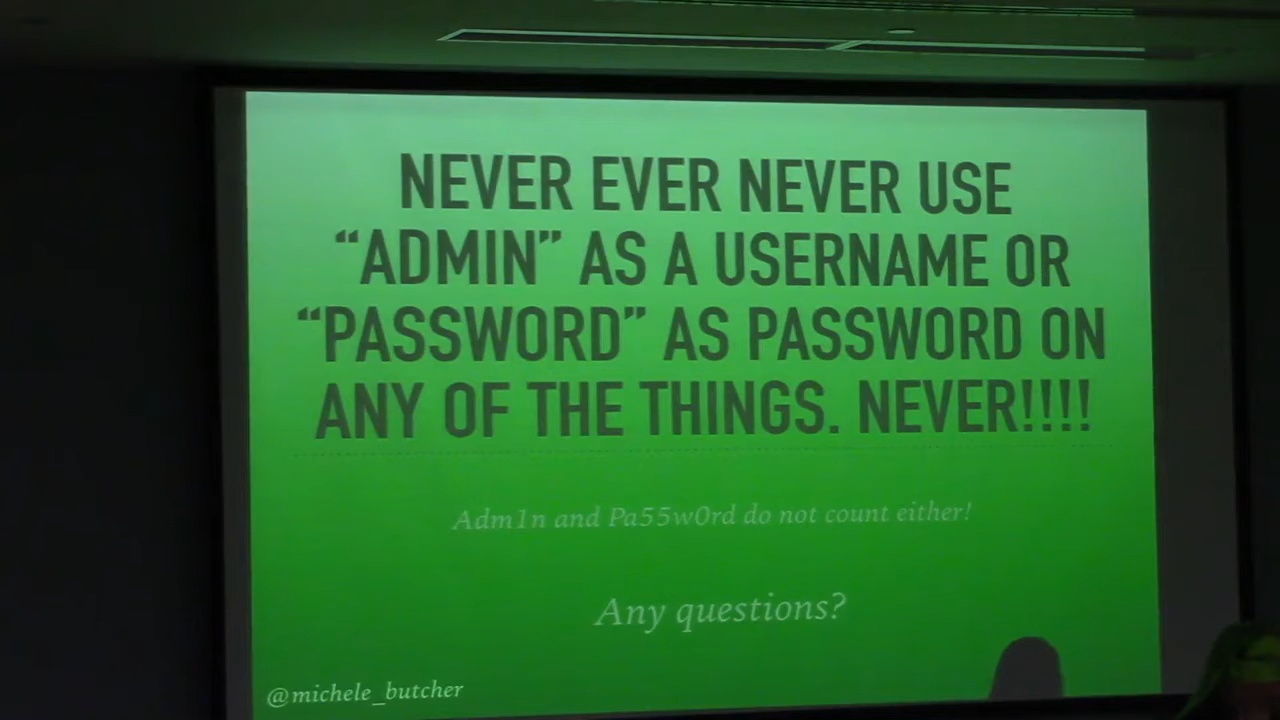 NEVER EVER NEVER USE
“ADMIN” AS A USERNAME OR
“PASSWORD” AS PASSWORD ON
ANY OF THE THINGS. NEVER!!!!
Adm1n and Pa55w0rd do not count either!
Any questions?
@michele_butcher